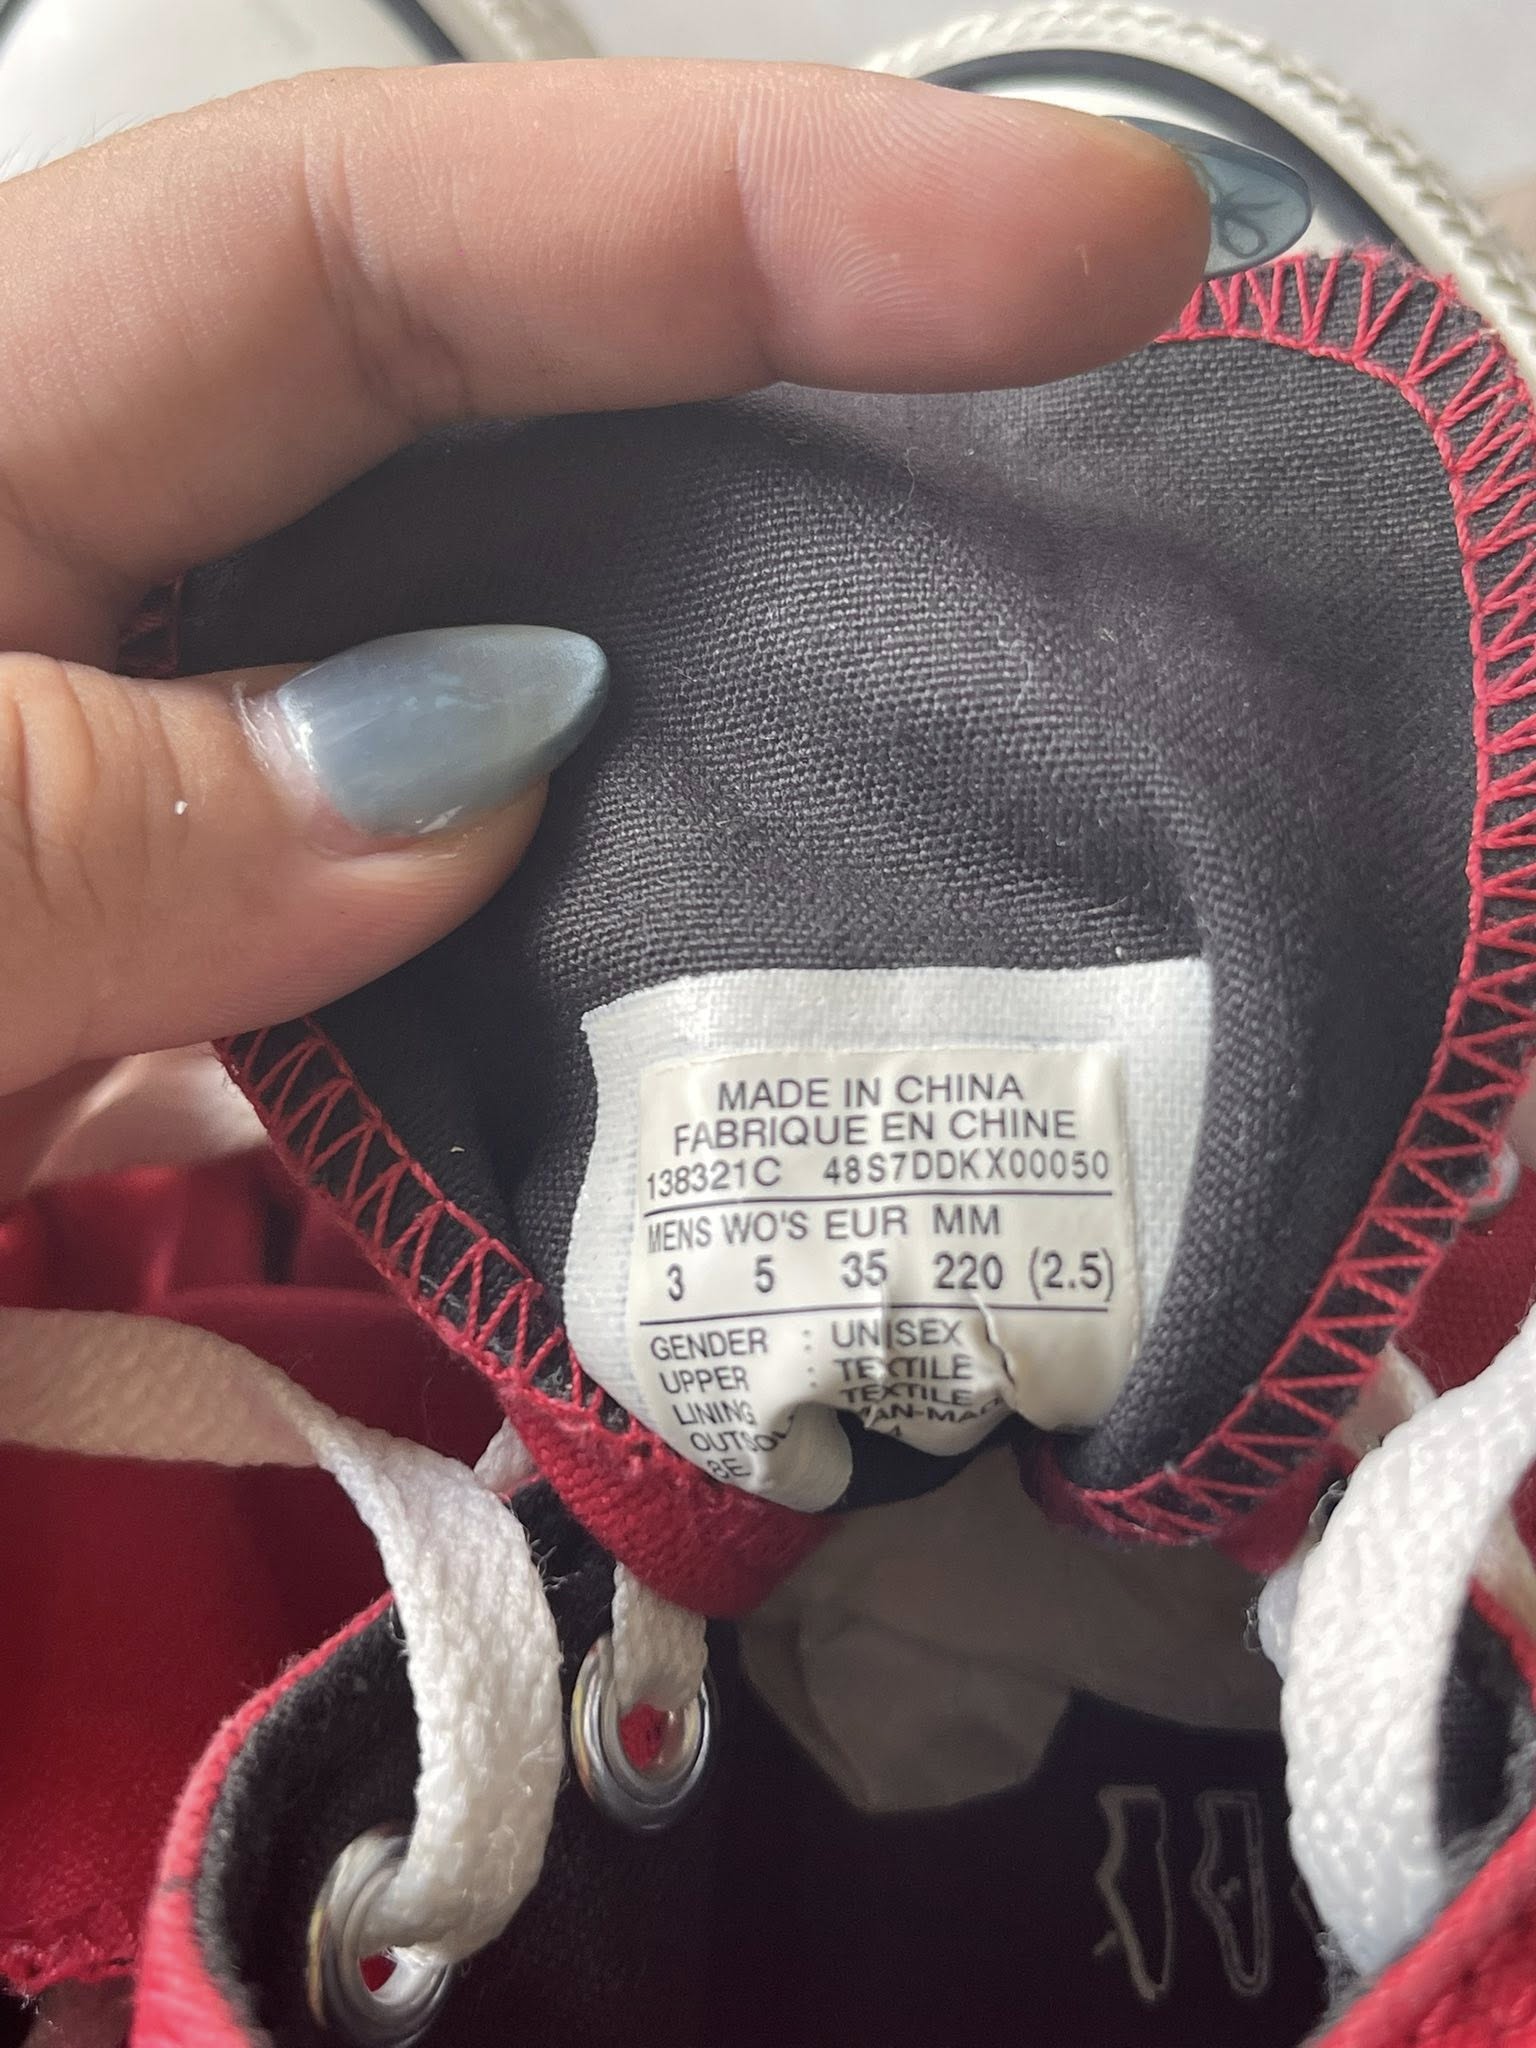 MADE IN CHINA
FABRIQUE EN CHINE
138321C 48S7DDKX00050
MENS WO'S EUR MM
3 5 35 220 (2.5)
GENDER : UNISEX
UPPER : TEXTILE
LINING TEXTILE